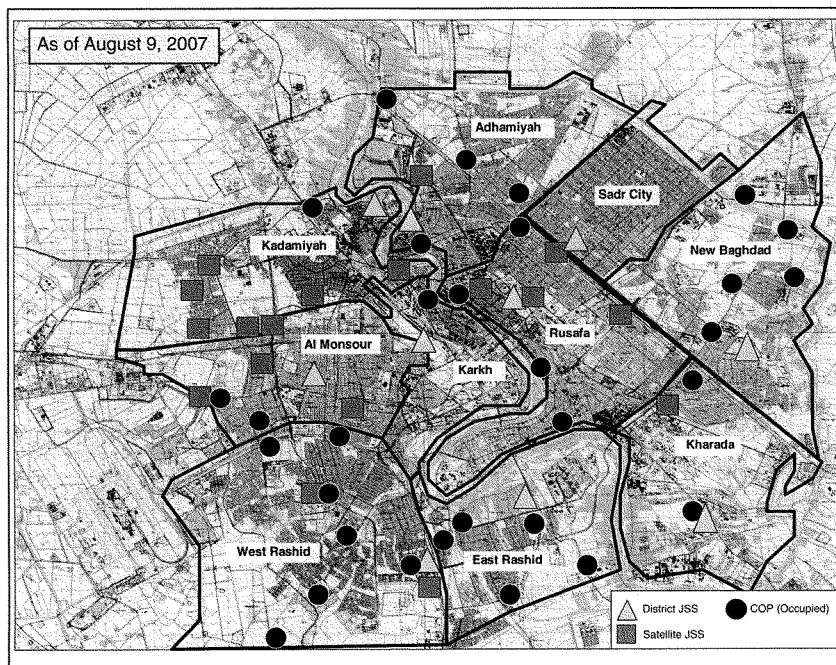 As of August 9, 2007
Adhamiyah
Sadr City
Kadamiyah
New Baghdad
Al Monsour
Rusafa
Karkh
Kharada
West Rashid
East Rashid
District JSS
COP (Occupied)
Satellite JSS